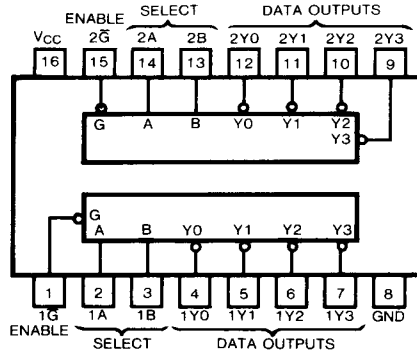 ENABLE SELECT DATA OUTPUTS
VCC 2G̅ 2A 2B 2Y0 2Y1 2Y2 2Y3
16 15 14 13 12 11 10 9
G A B Y0 Y1 Y2
Y3
G
A B Y0 Y1 Y2 Y3
1 2 3 4 5 6 7 8
1G̅ 1A 1B 1Y0 1Y1 1Y2 1Y3 GND
ENABLE SELECT DATA OUTPUTS